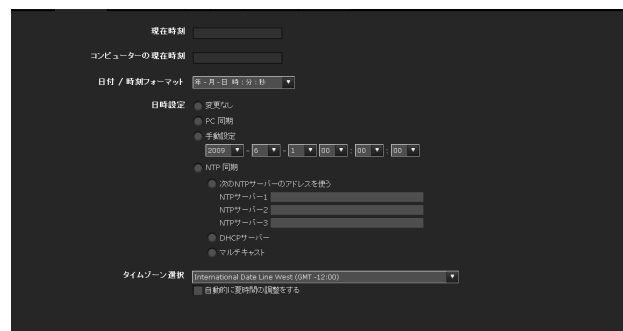 現在時刻
コンピューターの現在時刻
日付 / 時刻フォーマット 年-月-日 時:分:秒
日時設定 変更なし
PC 同期
手動設定
2009 - 6 - 1 00 : 00 : 00
NTP 同期
次のNTPサーバーのアドレスを使う
NTPサーバー1
NTPサーバー2
NTPサーバー3
DHCPサーバー
マルチキャスト
タイムゾーン選択 International Date Line West (GMT -12:00)
自動的に夏時間の調整をする